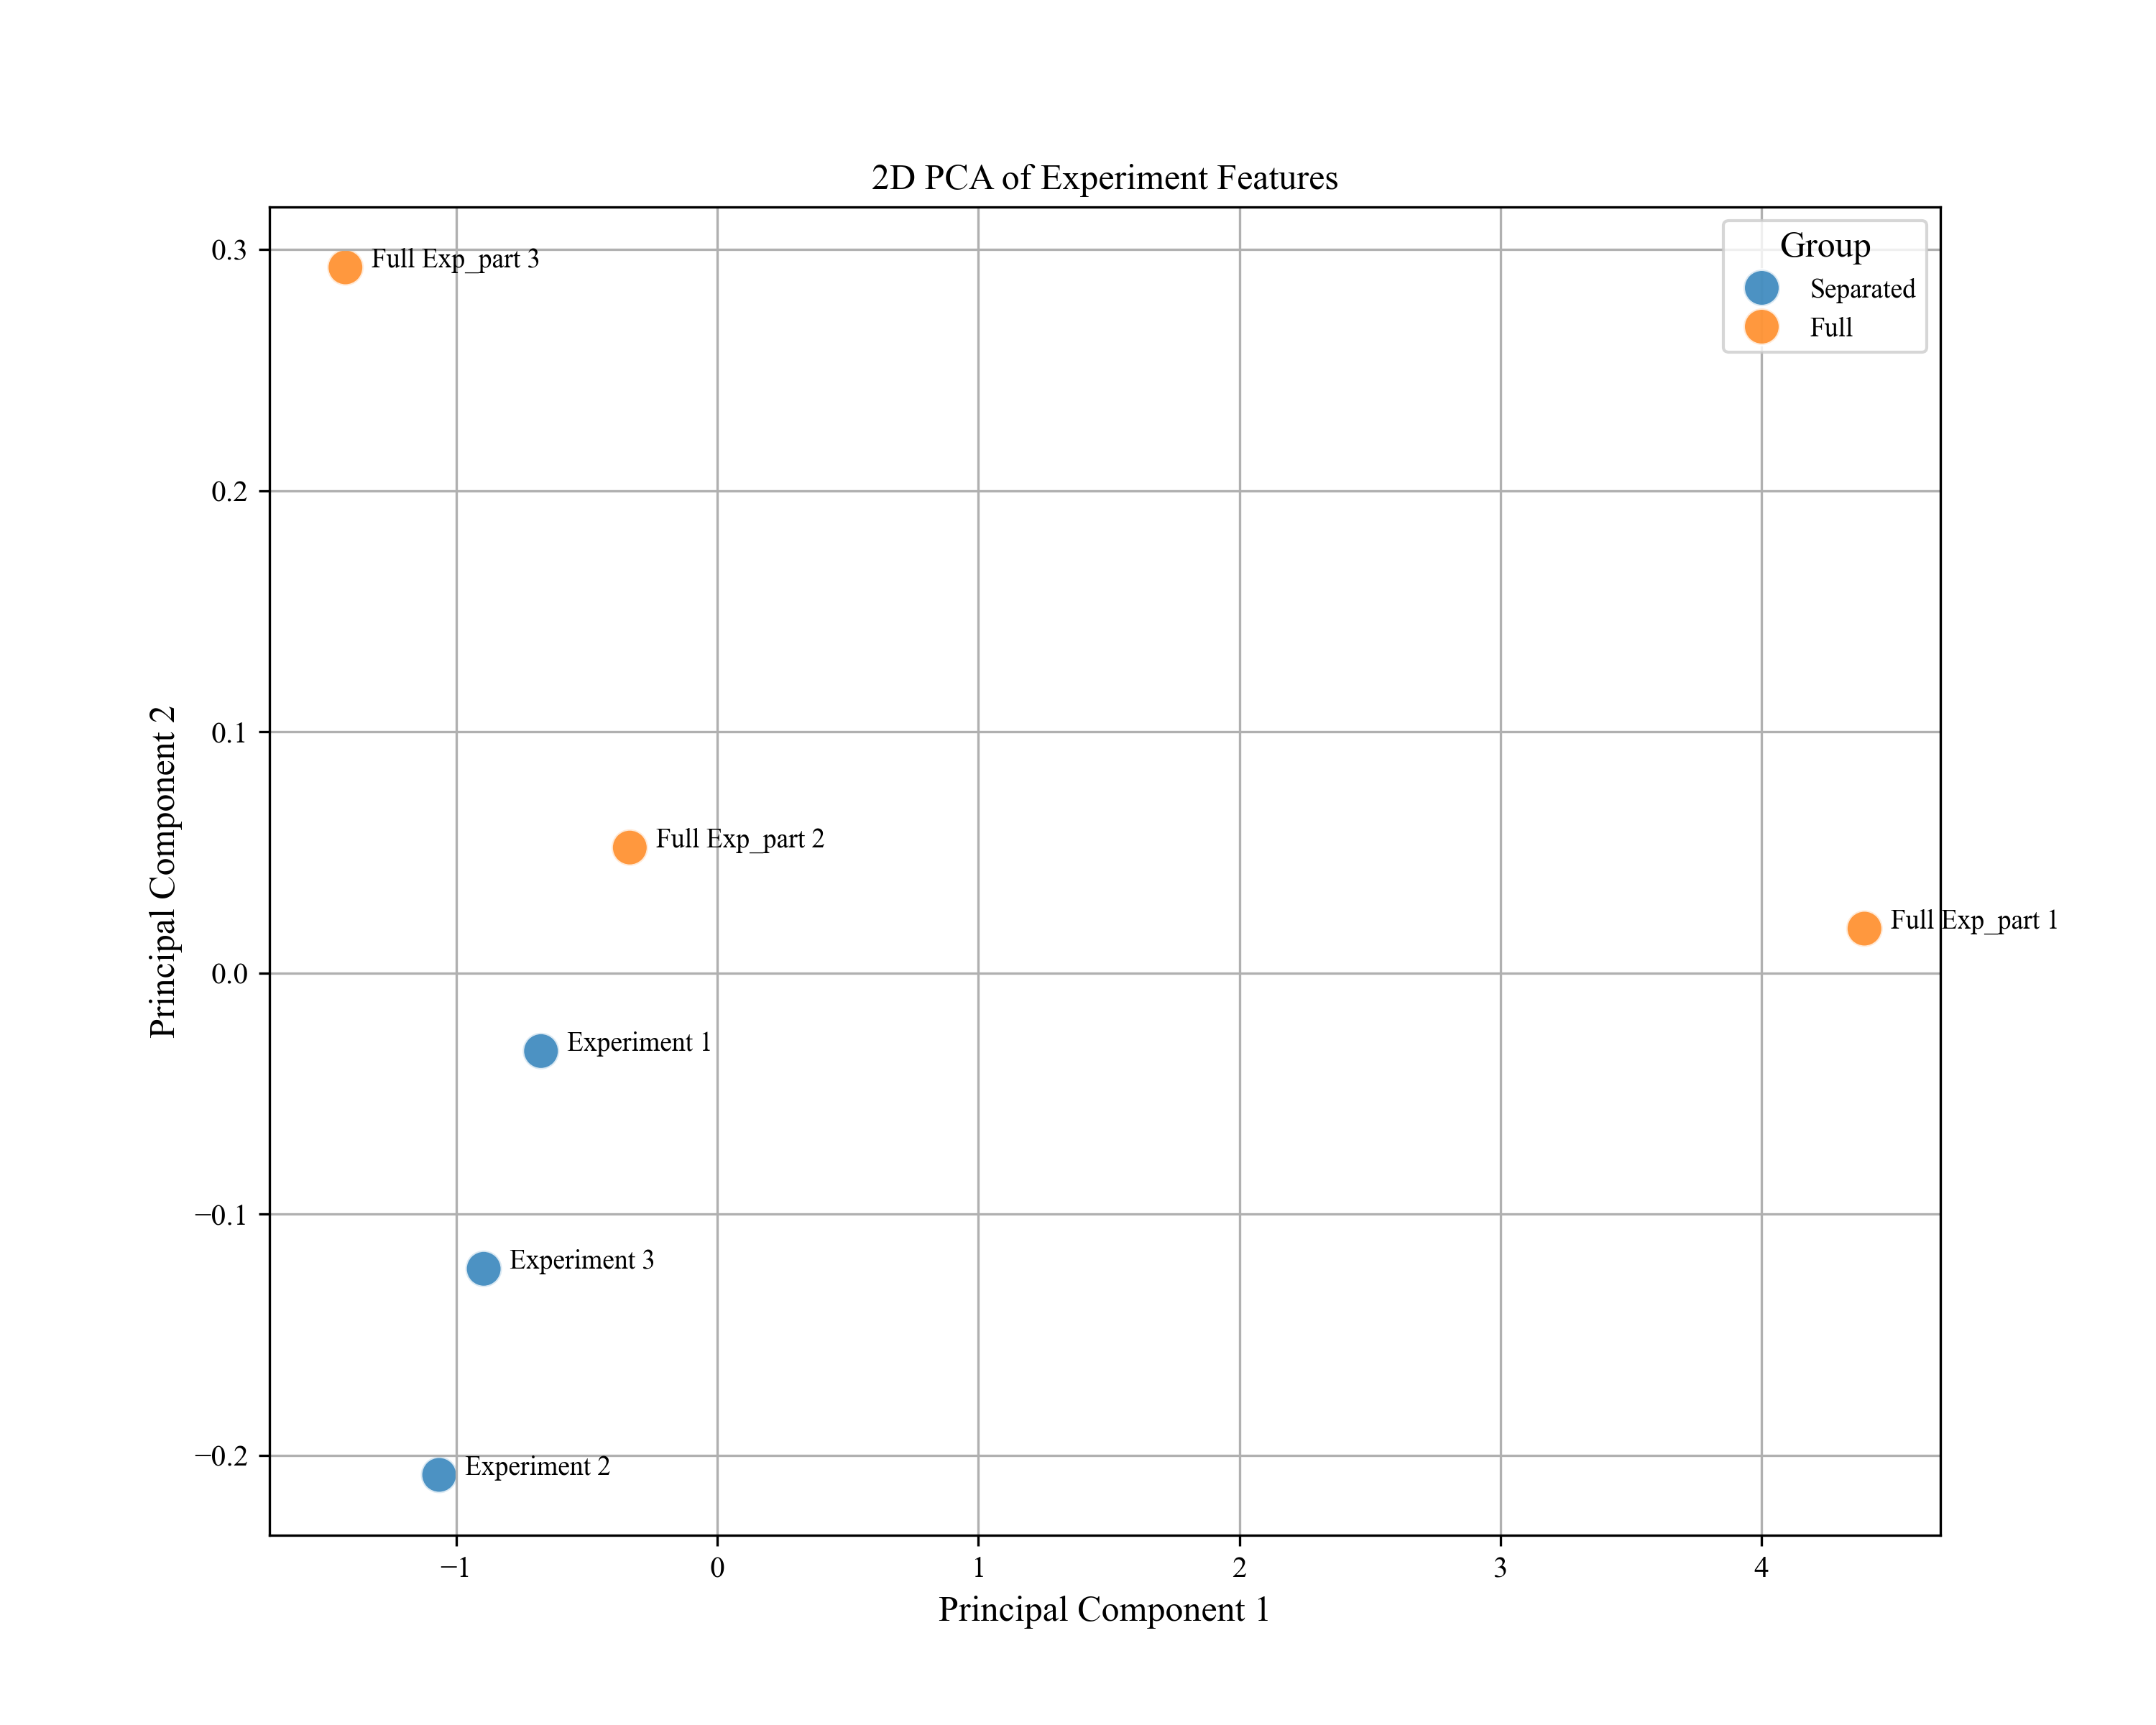 2D PCA of Experiment Features
Group
Separated
Full
Full Exp_part 3
Full Exp_part 2
Full Exp_part 1
Experiment 1
Experiment 3
Experiment 2
0.3
0.2
0.1
0.0
−0.1
−0.2
Principal Component 2
−1
0
1
2
3
4
Principal Component 1